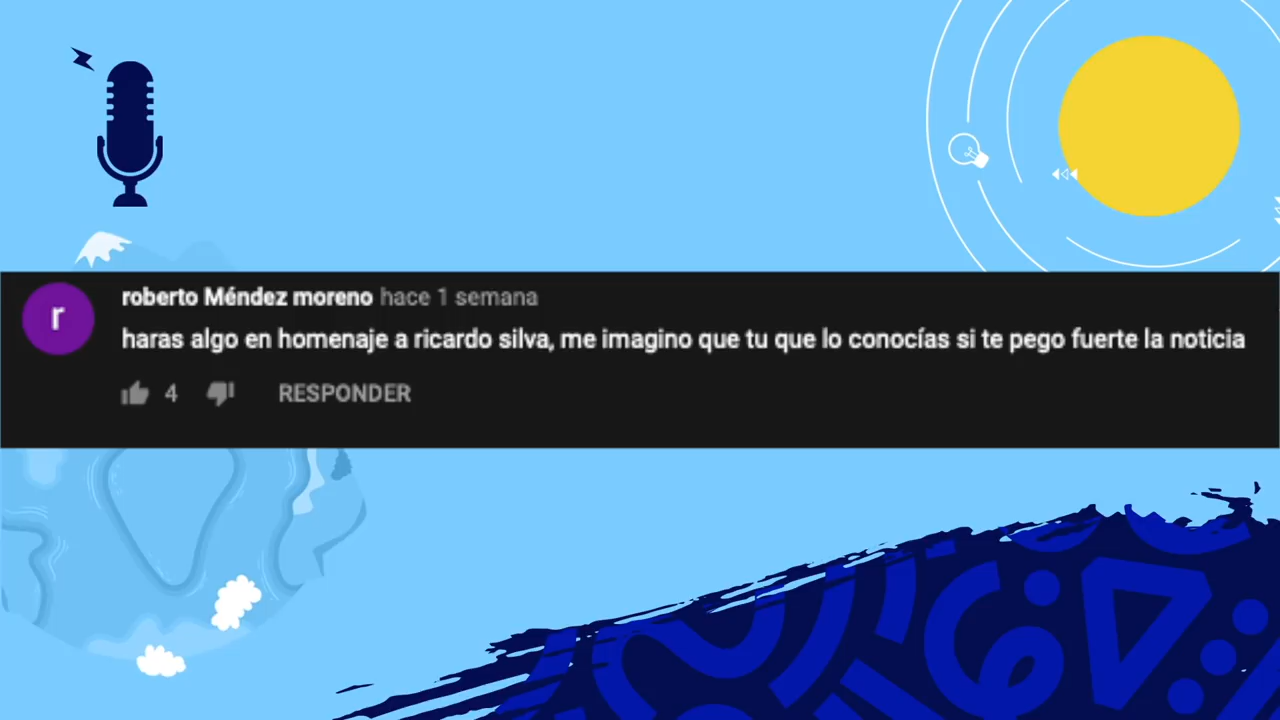 r
roberto Méndez moreno hace 1 semana
haras algo en homenaje a ricardo silva, me imagino que tu que lo conocías si te pego fuerte la noticia
4 RESPONDER